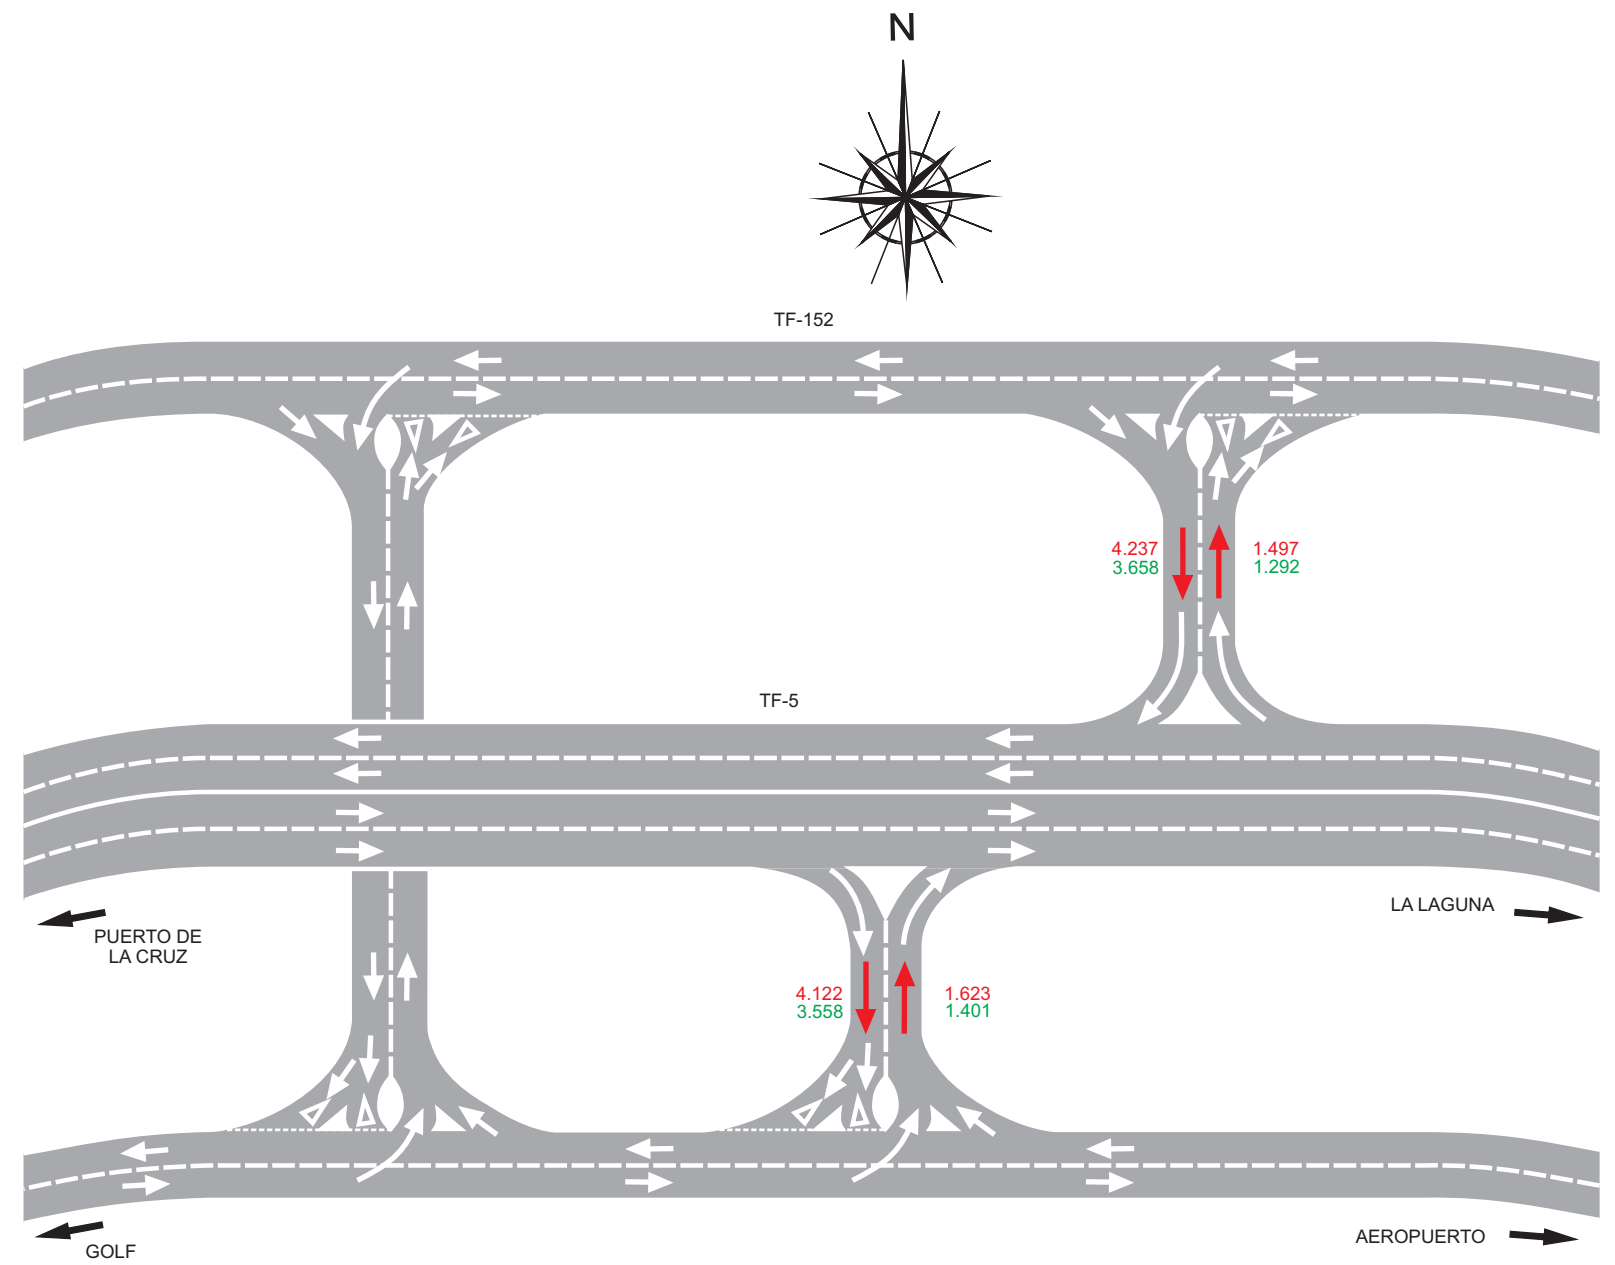 N
TF-152
4.237
3.658
1.497
1.292
TF-5
LA LAGUNA
PUERTO DE
LA CRUZ
4.122
3.558
1.623
1.401
AEROPUERTO
GOLF